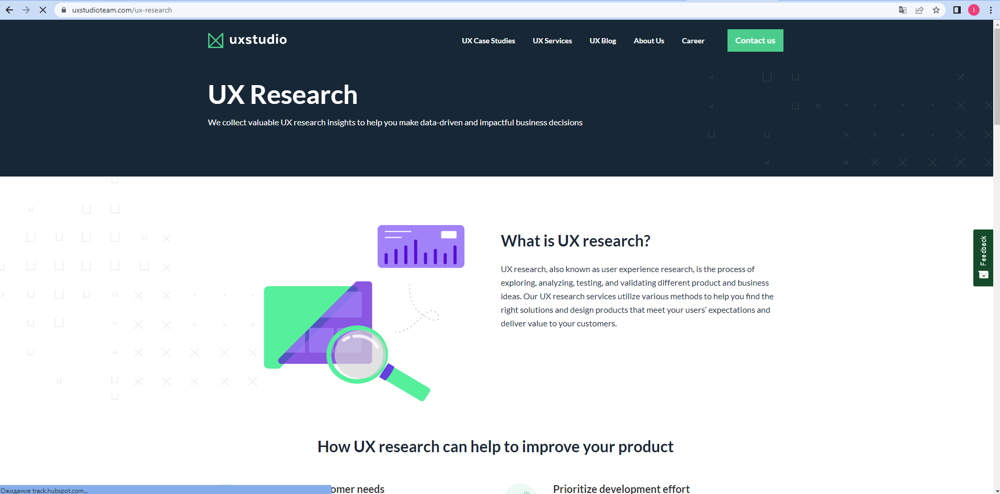 uxstudioteam.com/ux-research
I
uxstudio
UX Case Studies
UX Services
UX Blog
About Us
Career
Contact us
UX Research
We collect valuable UX research insights to help you make data-driven and impactful business decisions
What is UX research?
UX research, also known as user experience research, is the process of
exploring, analyzing, testing, and validating different product and business
ideas. Our UX research services utilize various methods to help you find the
right solutions and design products that meet your users’ expectations and
deliver value to your customers.
Feedback
How UX research can help to improve your product
omer needs
Prioritize development effort
Ожидание track.hubspot.com...